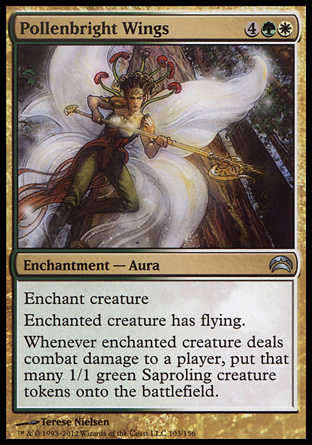 Pollenbright Wings 4
Enchantment — Aura
Enchant creature
Enchanted creature has flying.
Whenever enchanted creature deals
combat damage to a player, put that
many 1/1 green Saproling creature
tokens onto the battlefield.
Terese Nielsen
™ & © 1993–2012 Wizards of the Coast LLC 103/156